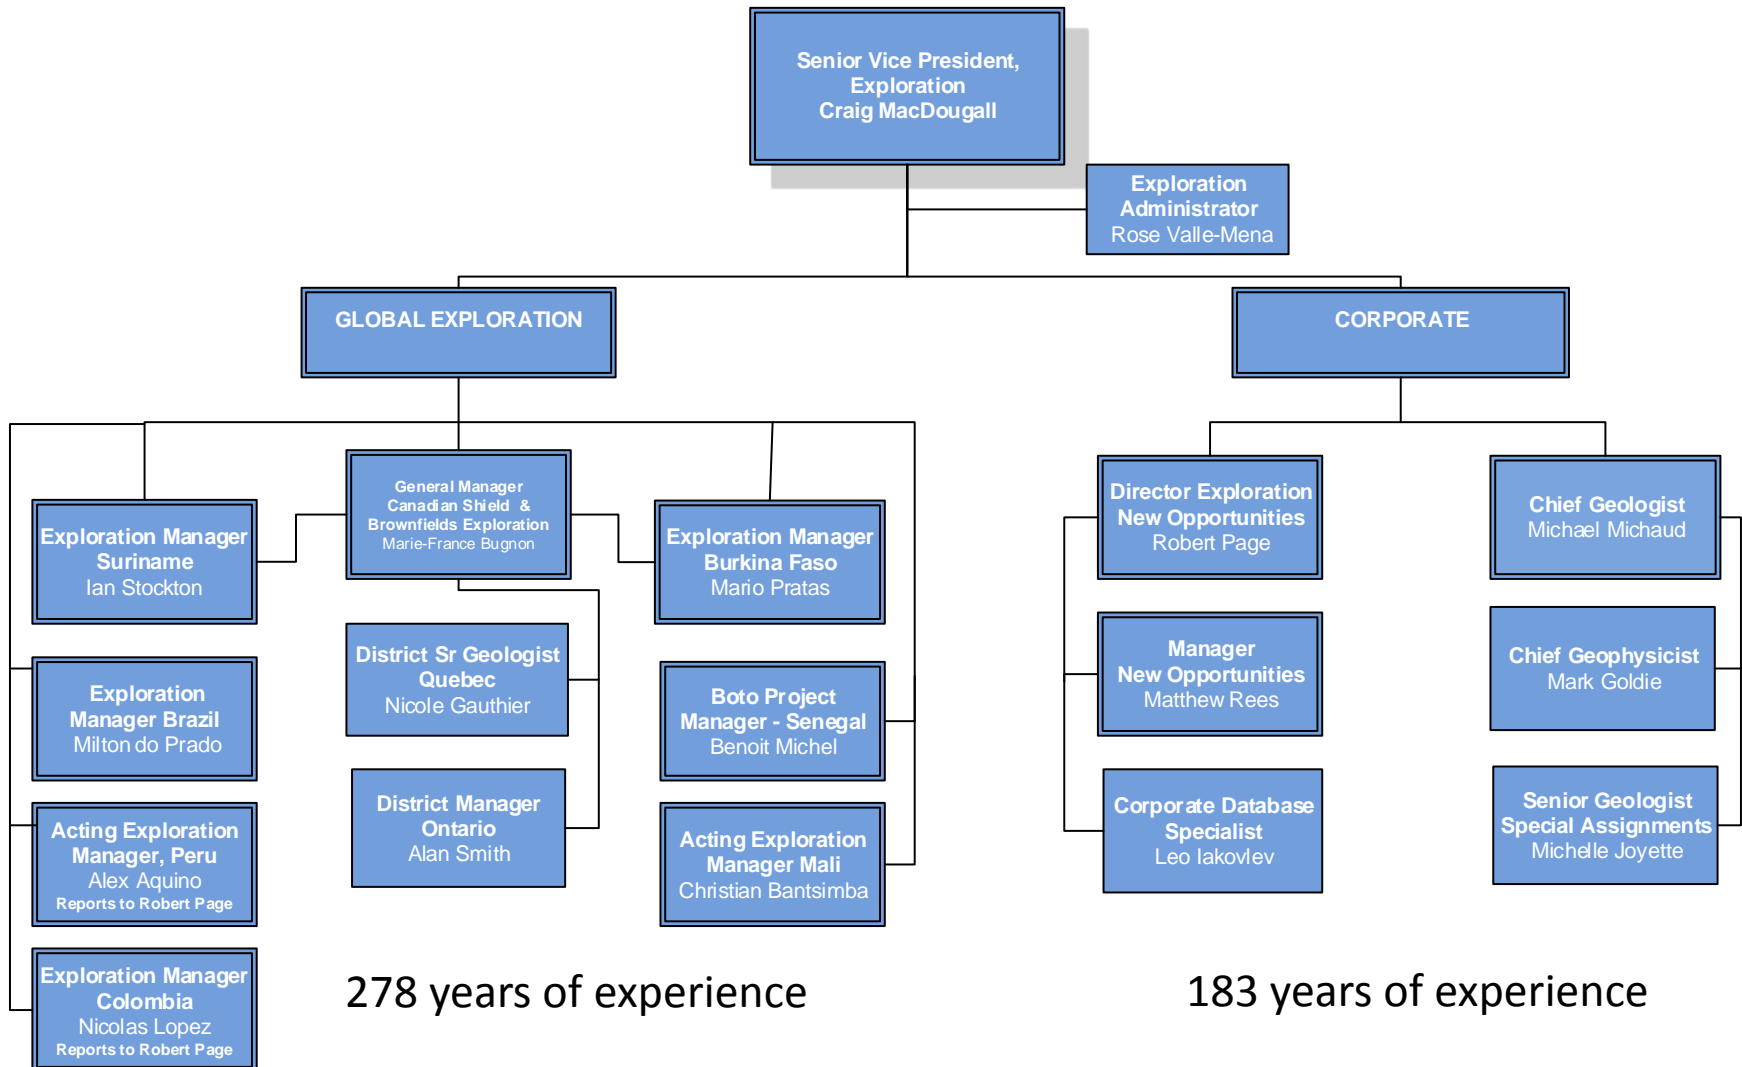 Senior Vice President,
Exploration
Craig MacDougall
Exploration
Administrator
Rose Valle-Mena
GLOBAL EXPLORATION
CORPORATE
Exploration Manager
Suriname
Ian Stockton
General Manager
Canadian Shield &
Brownfields Exploration
Marie-France Bugnon
Exploration Manager
Burkina Faso
Mario Pratas
Director Exploration
New Opportunities
Robert Page
Chief Geologist
Michael Michaud
Exploration
Manager Brazil
Milton do Prado
District Sr Geologist
Quebec
Nicole Gauthier
Boto Project
Manager - Senegal
Benoit Michel
Manager
New Opportunities
Matthew Rees
Chief Geophysicist
Mark Goldie
Acting Exploration
Manager, Peru
Alex Aquino
Reports to Robert Page
District Manager
Ontario
Alan Smith
Acting Exploration
Manager Mali
Christian Bantsimba
Corporate Database
Specialist
Leo Iakovlev
Senior Geologist
Special Assignments
Michelle Joyette
Exploration Manager
Colombia
Nicolas Lopez
Reports to Robert Page
278 years of experience
183 years of experience